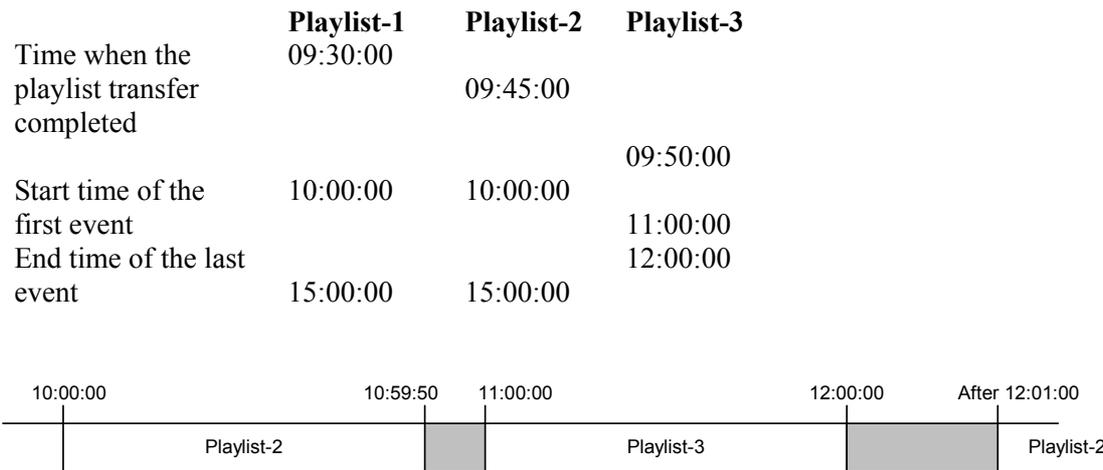 Playlist-1 Playlist-2 Playlist-3
Time when the 09:30:00
playlist transfer 09:45:00
completed
09:50:00
Start time of the 10:00:00 10:00:00
first event 11:00:00
End time of the last 12:00:00
event 15:00:00 15:00:00
10:00:00 10:59:50 11:00:00 12:00:00 After 12:01:00
Playlist-2 Playlist-3 Playlist-2